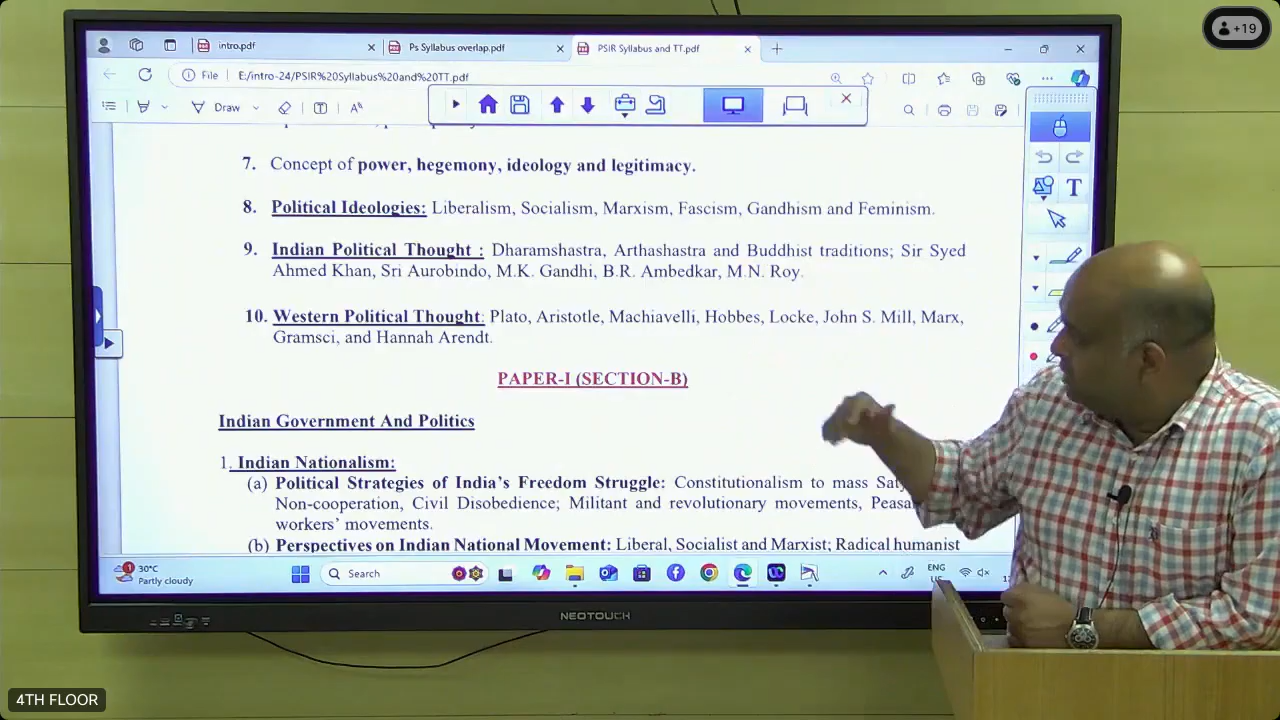 +19
intro.pdf
Ps Syllabus overlap.pdf
PSIR Syllabus and TT.pdf
File
E:/intro-24/PSIR%20Syllabus%20and%20TT.pdf
Draw
7. Concept of power, hegemony, ideology and legitimacy.
8. Political Ideologies: Liberalism, Socialism, Marxism, Fascism, Gandhism and Feminism.
9. Indian Political Thought : Dharamshastra, Arthashastra and Buddhist traditions; Sir Syed
Ahmed Khan, Sri Aurobindo, M.K. Gandhi, B.R. Ambedkar, M.N. Roy.
10. Western Political Thought: Plato, Aristotle, Machiavelli, Hobbes, Locke, John S. Mill, Marx,
Gramsci, and Hannah Arendt.
PAPER-I (SECTION-B)
Indian Government And Politics
1. Indian Nationalism:
(a) Political Strategies of India's Freedom Struggle: Constitutionalism to mass
Non-cooperation, Civil Disobedience; Militant and revolutionary movements,
workers' movements.
(b) Perspectives on Indian National Movement: Liberal, Socialist and Marxist; Radical humanist
1
30°C
Partly cloudy
Search
ENG
NEOTOUCH
4TH FLOOR